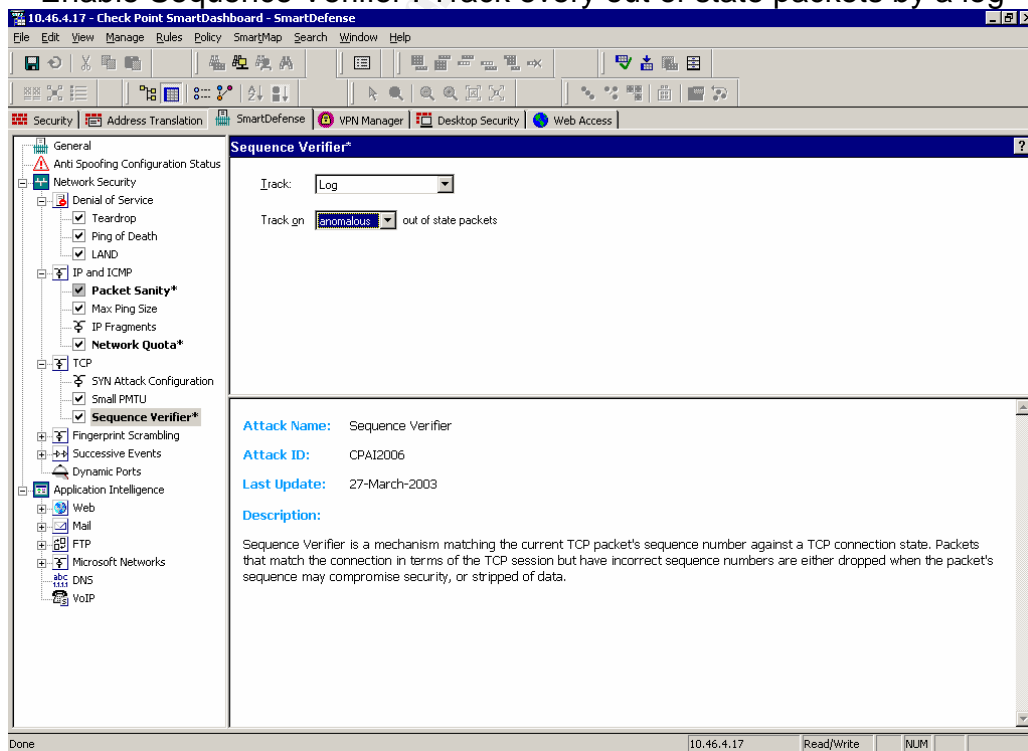 Enable Sequence Verifier : Track every out of state packets by a log
10.46.4.17 - Check Point SmartDashboard - SmartDefense
File Edit View Manage Rules Policy SmartMap Search Window Help
Security Address Translation SmartDefense VPN Manager Desktop Security Web Access
General
Anti Spoofing Configuration Status
Network Security
Denial of Service
Teardrop
Ping of Death
LAND
IP and ICMP
Packet Sanity*
Max Ping Size
IP Fragments
Network Quota*
TCP
SYN Attack Configuration
Small PMTU
Sequence Verifier*
Fingerprint Scrambling
Successive Events
Dynamic Ports
Application Intelligence
Web
Mail
FTP
Microsoft Networks
DNS
VoIP
Sequence Verifier*
Track: Log
Track on anomalous out of state packets
Attack Name: Sequence Verifier
Attack ID: CPAI2006
Last Update: 27-March-2003
Description:
Sequence Verifier is a mechanism matching the current TCP packet's sequence number against a TCP connection state. Packets
that match the connection in terms of the TCP session but have incorrect sequence numbers are either dropped when the packet's
sequence may compromise security, or stripped of data.
Done 10.46.4.17 Read/Write NUM